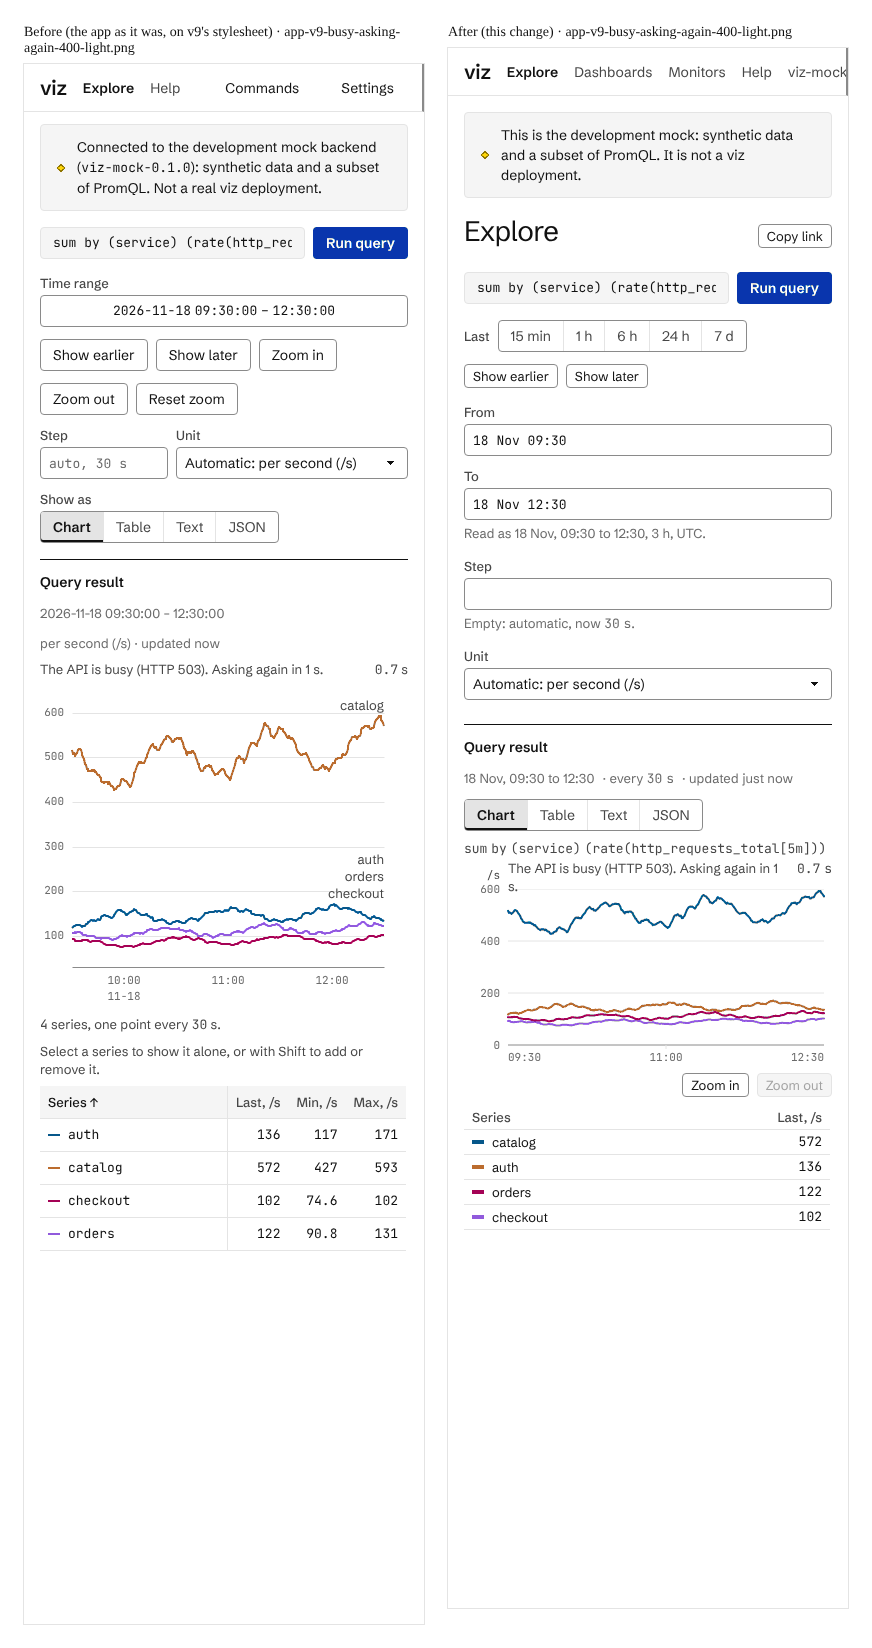 Before (the app as it was, on v9's stylesheet) · app-v9-busy-asking-
again-400-light.png
viz Explore Help Commands Settings
Connected to the development mock backend
(viz-mock-0.1.0): synthetic data and a subset
of PromQL. Not a real viz deployment.
sum by (service) (rate(http_rec
Run query
Time range
2026-11-18 09:30:00 – 12:30:00
Show earlier Show later Zoom in
Zoom out Reset zoom
Step Unit
auto, 30 s Automatic: per second (/s)
Show as
Chart Table Text JSON
Query result
2026-11-18 09:30:00 – 12:30:00
per second (/s) · updated now
The API is busy (HTTP 503). Asking again in 1 s. 0.7 s
catalog
600
500
400
300
auth
orders
200
checkout
100
10:00 11:00 12:00
11-18
4 series, one point every 30 s.
Select a series to show it alone, or with Shift to add or
remove it.
Series ↑ Last, /s Min, /s Max, /s
auth 136 117 171
catalog 572 427 593
checkout 102 74.6 102
orders 122 90.8 131
After (this change) · app-v9-busy-asking-again-400-light.png
viz Explore Dashboards Monitors Help viz-mock
This is the development mock: synthetic data
and a subset of PromQL. It is not a viz
deployment.
Explore
Copy link
sum by (service) (rate(http_rec
Run query
Last 15 min 1 h 6 h 24 h 7 d
Show earlier Show later
From
18 Nov 09:30
To
18 Nov 12:30
Read as 18 Nov, 09:30 to 12:30, 3 h, UTC.
Step
Empty: automatic, now 30 s.
Unit
Automatic: per second (/s)
Query result
18 Nov, 09:30 to 12:30 · every 30 s · updated just now
Chart Table Text JSON
sum by (service) (rate(http_requests_total[5m]))
The API is busy (HTTP 503). Asking again in 1 0.7 s
s.
/s
600
400
200
0
09:30 11:00 12:30
Zoom in Zoom out
Series Last, /s
catalog 572
auth 136
orders 122
checkout 102